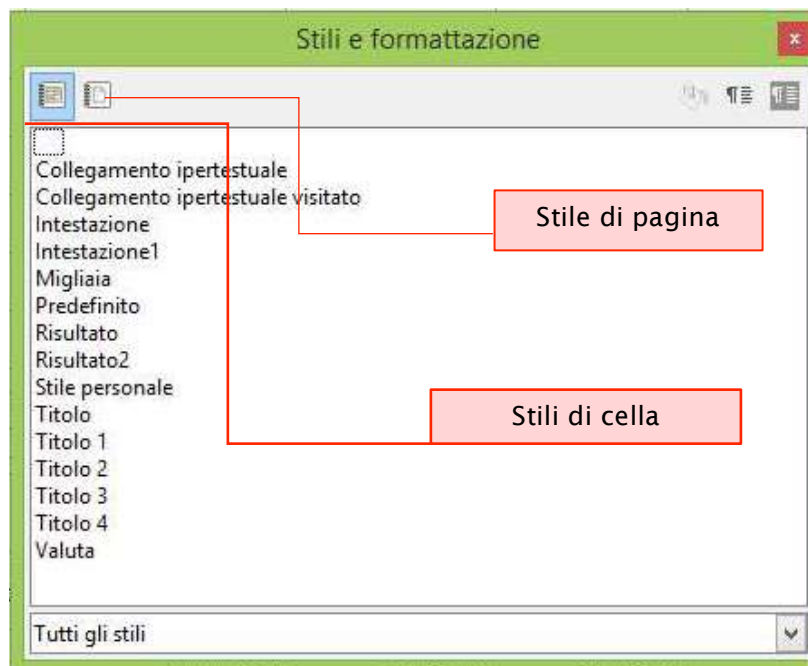 Stili e formattazione
Collegamento ipertestuale
Collegamento ipertestuale visitato
Intestazione
Intestazione1
Migliaia
Predefinito
Risultato
Risultato2
Stile personale
Titolo
Titolo 1
Titolo 2
Titolo 3
Titolo 4
Valuta
Stile di pagina
Stili di cella
Tutti gli stili